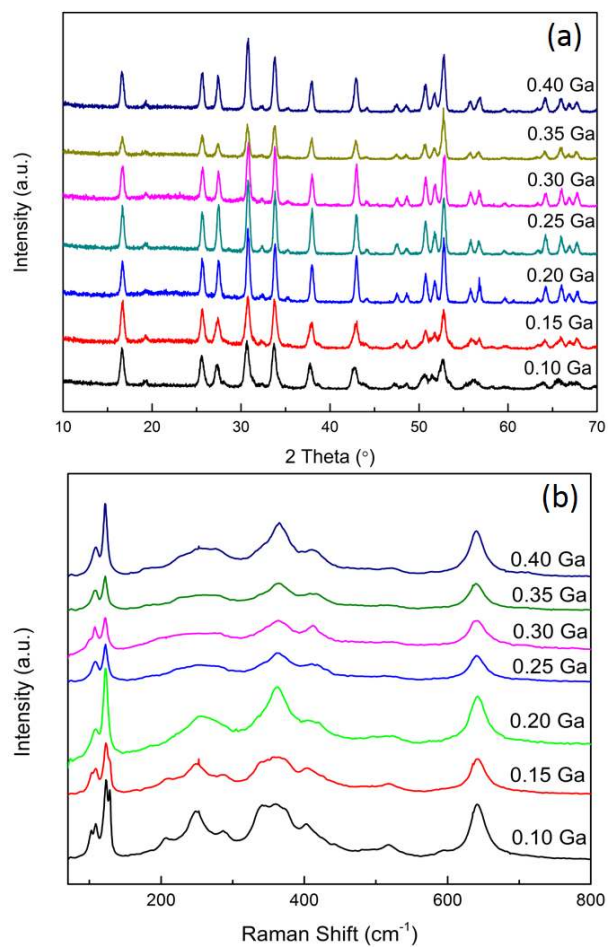 (a)
0.40 Ga
0.35 Ga
0.30 Ga
0.25 Ga
0.20 Ga
0.15 Ga
0.10 Ga
Intensity (a.u.)
10 20 30 40 50 60 70
2 Theta (°)
(b)
0.40 Ga
0.35 Ga
0.30 Ga
0.25 Ga
0.20 Ga
0.15 Ga
0.10 Ga
Intensity (a.u.)
200 400 600 800
Raman Shift (cm⁻¹)